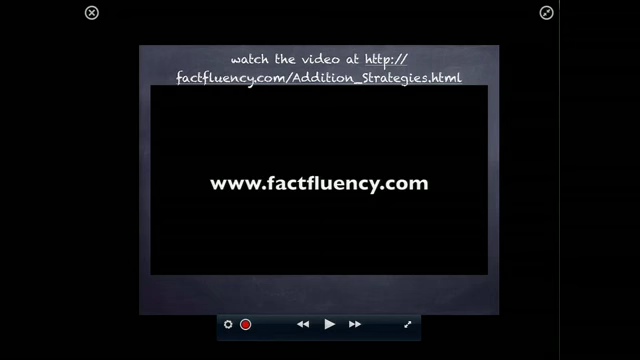 watch the video at http://
factfluency.com/Addition_Strategies.html
www.factfluency.com